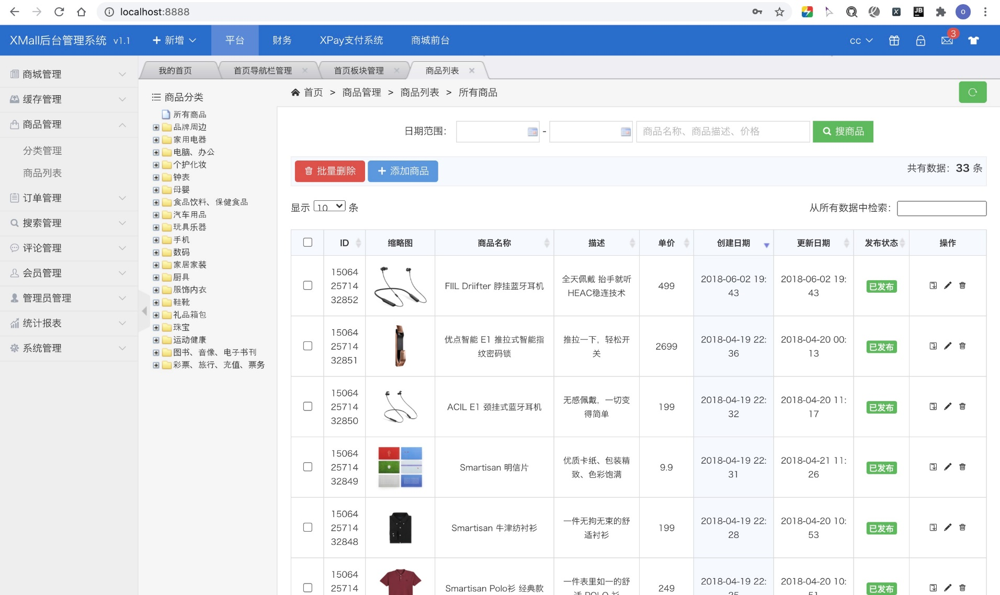 localhost:8888
XMall后台管理系统 v1.1
新增
平台
财务
XPay支付系统
商城前台
cc
3
商城管理
缓存管理
商品管理
分类管理
商品列表
订单管理
搜索管理
评论管理
会员管理
管理员管理
统计报表
系统管理
我的首页
首页导航栏管理
首页板块管理
商品列表
商品分类
所有商品
品牌周边
家用电器
电脑、办公
个护化妆
钟表
母婴
食品饮料、保健食品
汽车用品
玩具乐器
手机
数码
家居家装
厨具
服饰内衣
鞋靴
礼品箱包
珠宝
运动健康
图书、音像、电子书刊
彩票、旅行、充值、票务
首页 > 商品管理 > 商品列表 > 所有商品
日期范围: - 商品名称、商品描述、价格 搜商品
批量删除 添加商品
共有数据: 33 条
显示 10 条
从所有数据中检索:
ID 缩略图 商品名称 描述 单价 创建日期 更新日期 发布状态 操作
15064
25714
32852
FIIL Driifter 脖挂蓝牙耳机
全天佩戴 抬手就听
HEAC稳连技术
499
2018-06-02 19:
43
2018-06-02 19:
43
已发布
15064
25714
32851
优点智能 E1 推拉式智能指
纹密码锁
推拉一下，轻松开
关
2699
2018-04-19 22:
36
2018-04-20 00:
13
已发布
15064
25714
32850
ACIL E1 颈挂式蓝牙耳机
无感佩戴，一切变
得简单
199
2018-04-19 22:
32
2018-04-20 11:
17
已发布
15064
25714
32849
Smartisan 明信片
优质卡纸、包装精
致、色彩饱满
9.9
2018-04-19 22:
31
2018-04-21 11:
26
已发布
15064
25714
32848
Smartisan 牛津纺衬衫
一件无拘无束的舒
适衬衫
199
2018-04-19 22:
28
2018-04-20 10:
53
已发布
15064
25714
Smartisan Polo衫 经典款
一件表里如一的舒
适 POLO 衫
249
2018-04-19 22:
25
2018-04-20 10:
51
已发布